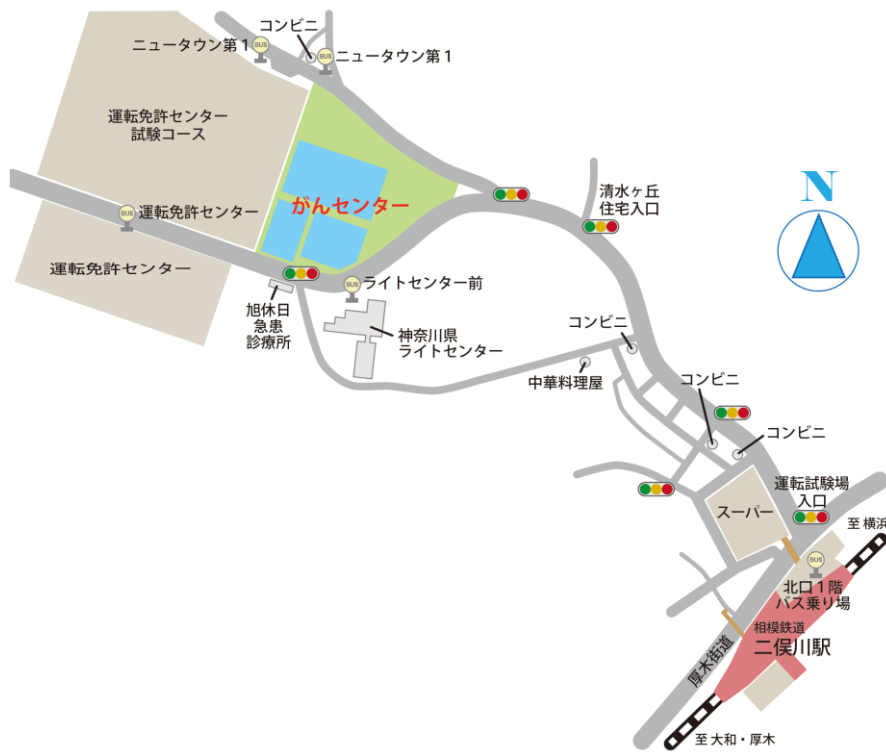 コンビニ
ニュータウン第1
BUS
BUS
ニュータウン第1
運転免許センター
試験コース
N
清水ヶ丘
住宅入口
がんセンター
BUS
運転免許センター
運転免許センター
BUS
ライトセンター前
旭休日
急患
診療所
神奈川県
ライトセンター
コンビニ
中華料理屋
コンビニ
コンビニ
運転試験場
入口
スーパー
至 横浜
BUS
北口1階
バス乗り場
相模鉄道
二俣川駅
厚木街道
至 大和・厚木